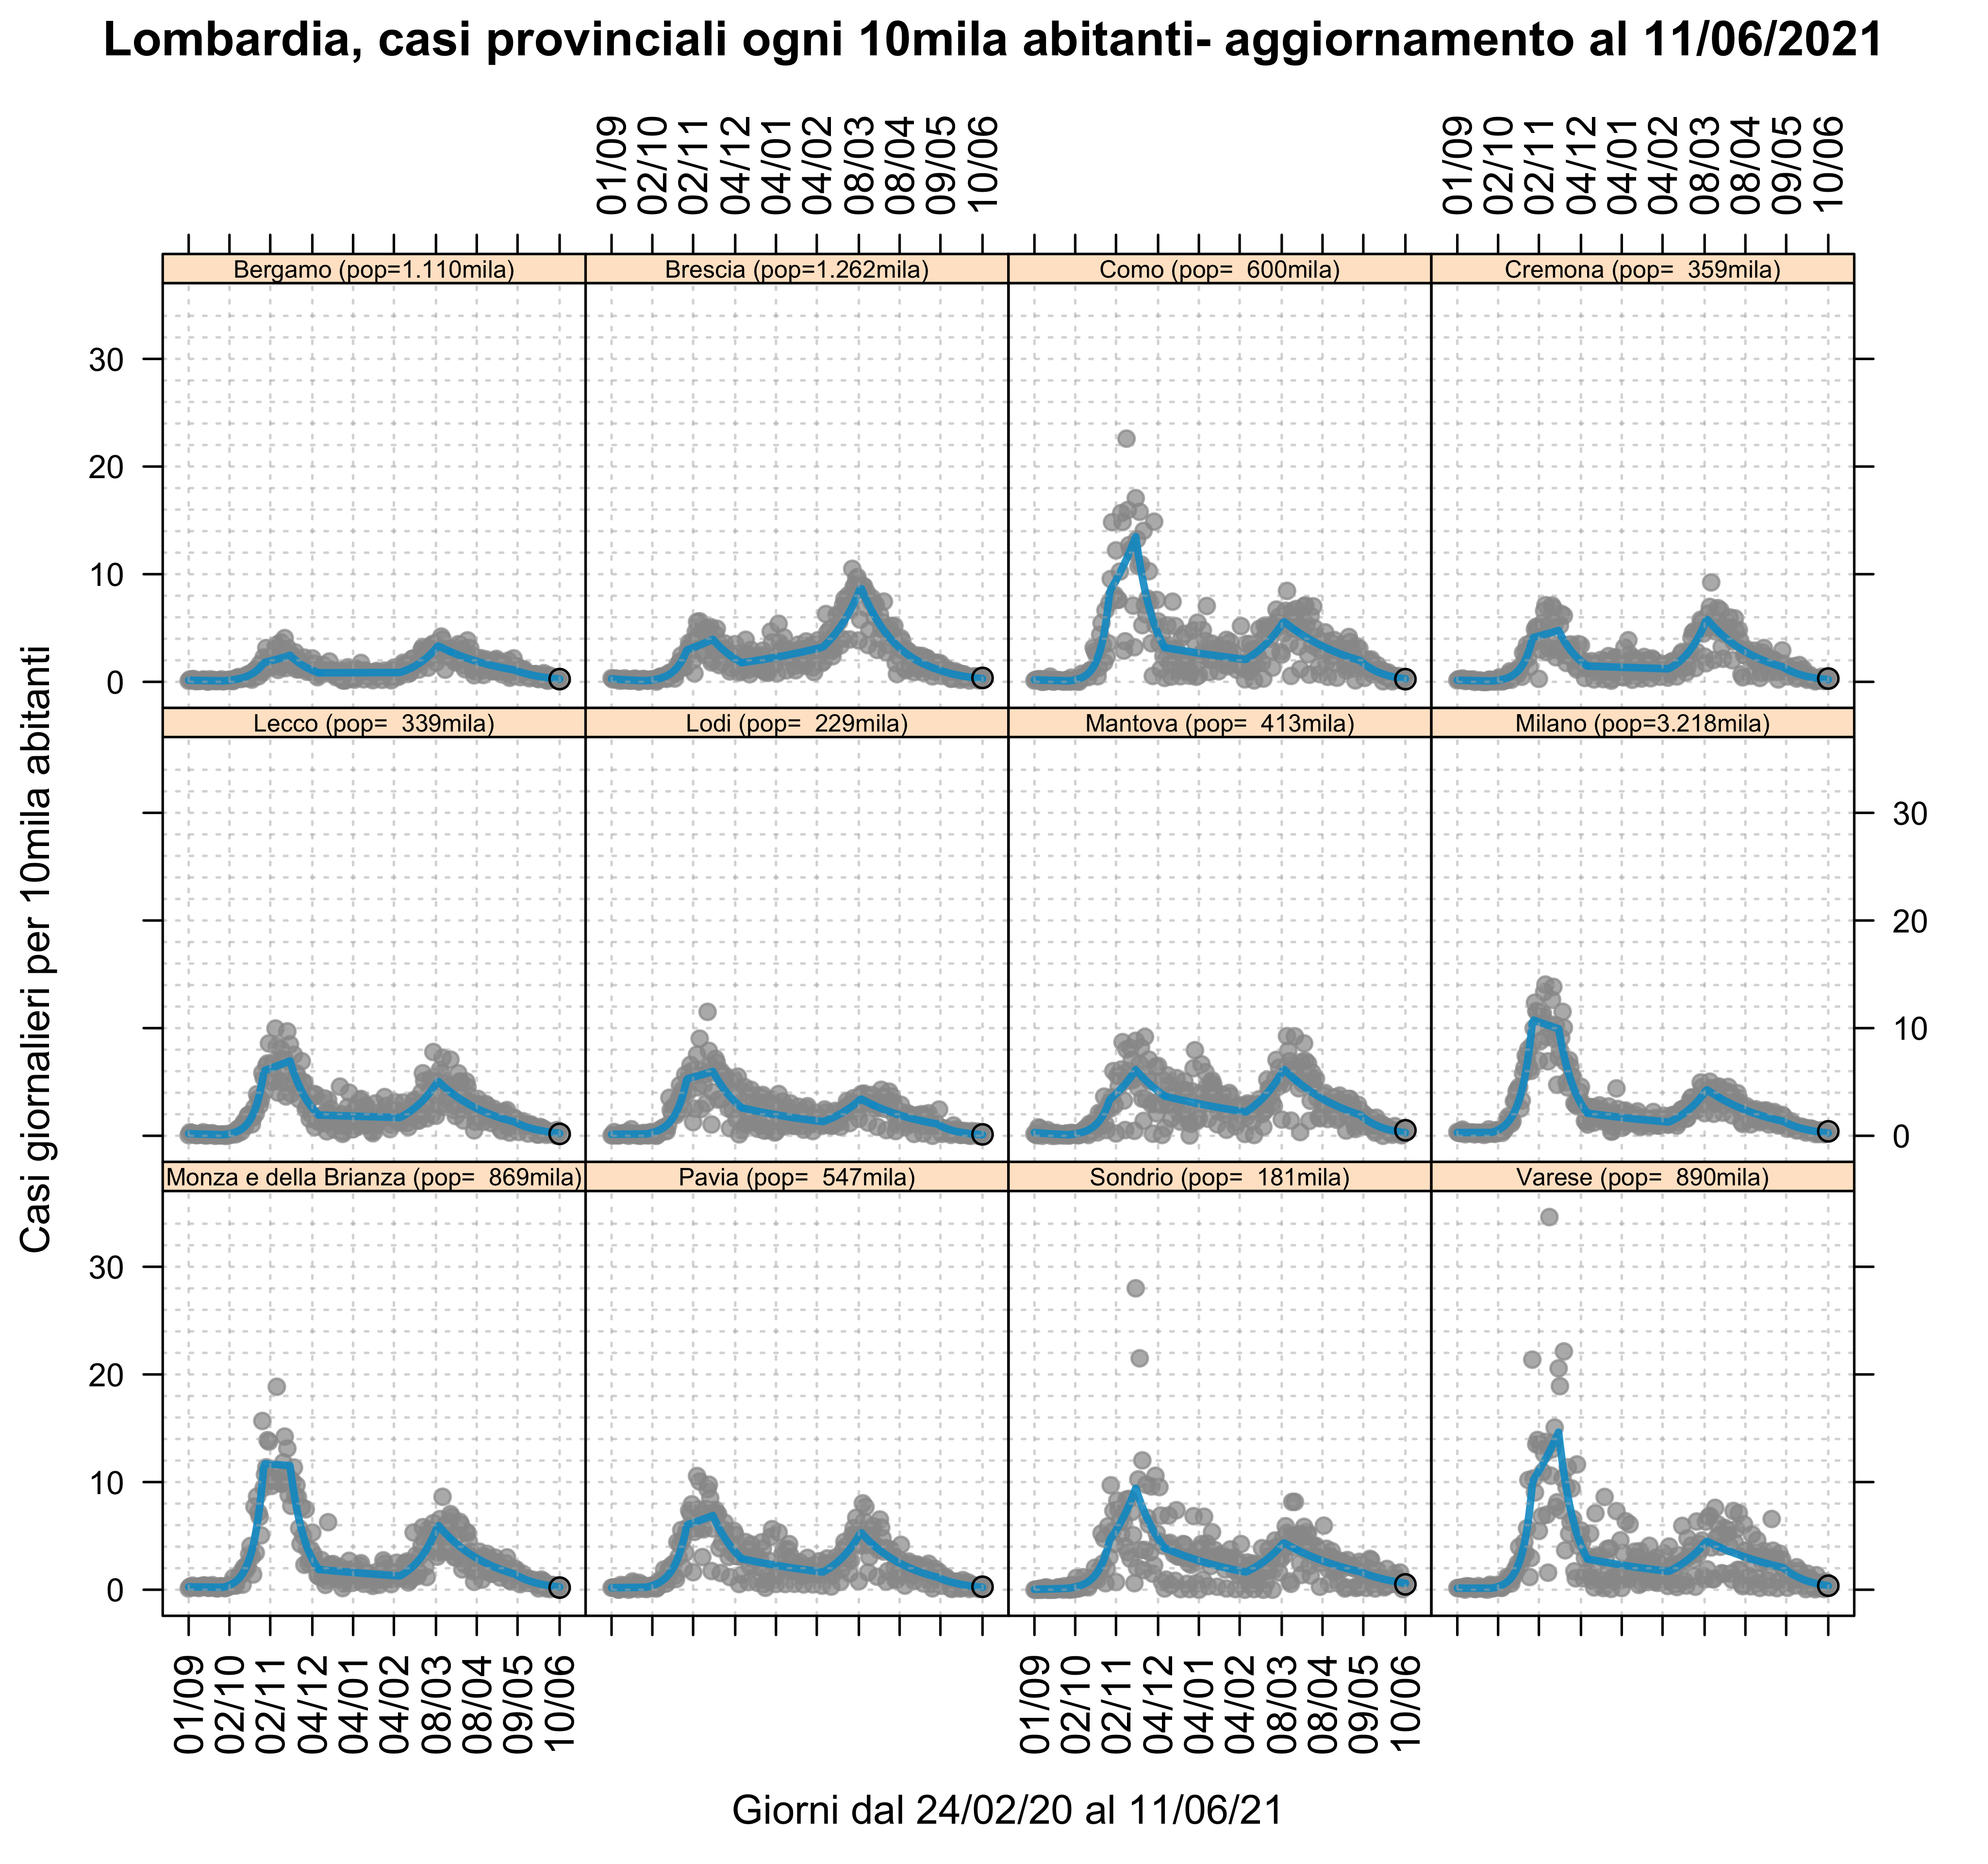 Lombardia, casi provinciali ogni 10mila abitanti- aggiornamento al 11/06/2021
01/09 02/10 02/11 04/12 04/01 04/02 08/03 08/04 09/05 10/06
01/09 02/10 02/11 04/12 04/01 04/02 08/03 08/04 09/05 10/06
Bergamo (pop=1.110mila)
Brescia (pop=1.262mila)
Como (pop= 600mila)
Cremona (pop= 359mila)
30
20
10
0
Casi giornalieri per 10mila abitanti
Lecco (pop= 339mila)
Lodi (pop= 229mila)
Mantova (pop= 413mila)
Milano (pop=3.218mila)
30
20
10
0
Monza e della Brianza (pop= 869mila)
Pavia (pop= 547mila)
Sondrio (pop= 181mila)
Varese (pop= 890mila)
30
20
10
0
01/09 02/10 02/11 04/12 04/01 04/02 08/03 08/04 09/05 10/06
01/09 02/10 02/11 04/12 04/01 04/02 08/03 08/04 09/05 10/06
Giorni dal 24/02/20 al 11/06/21